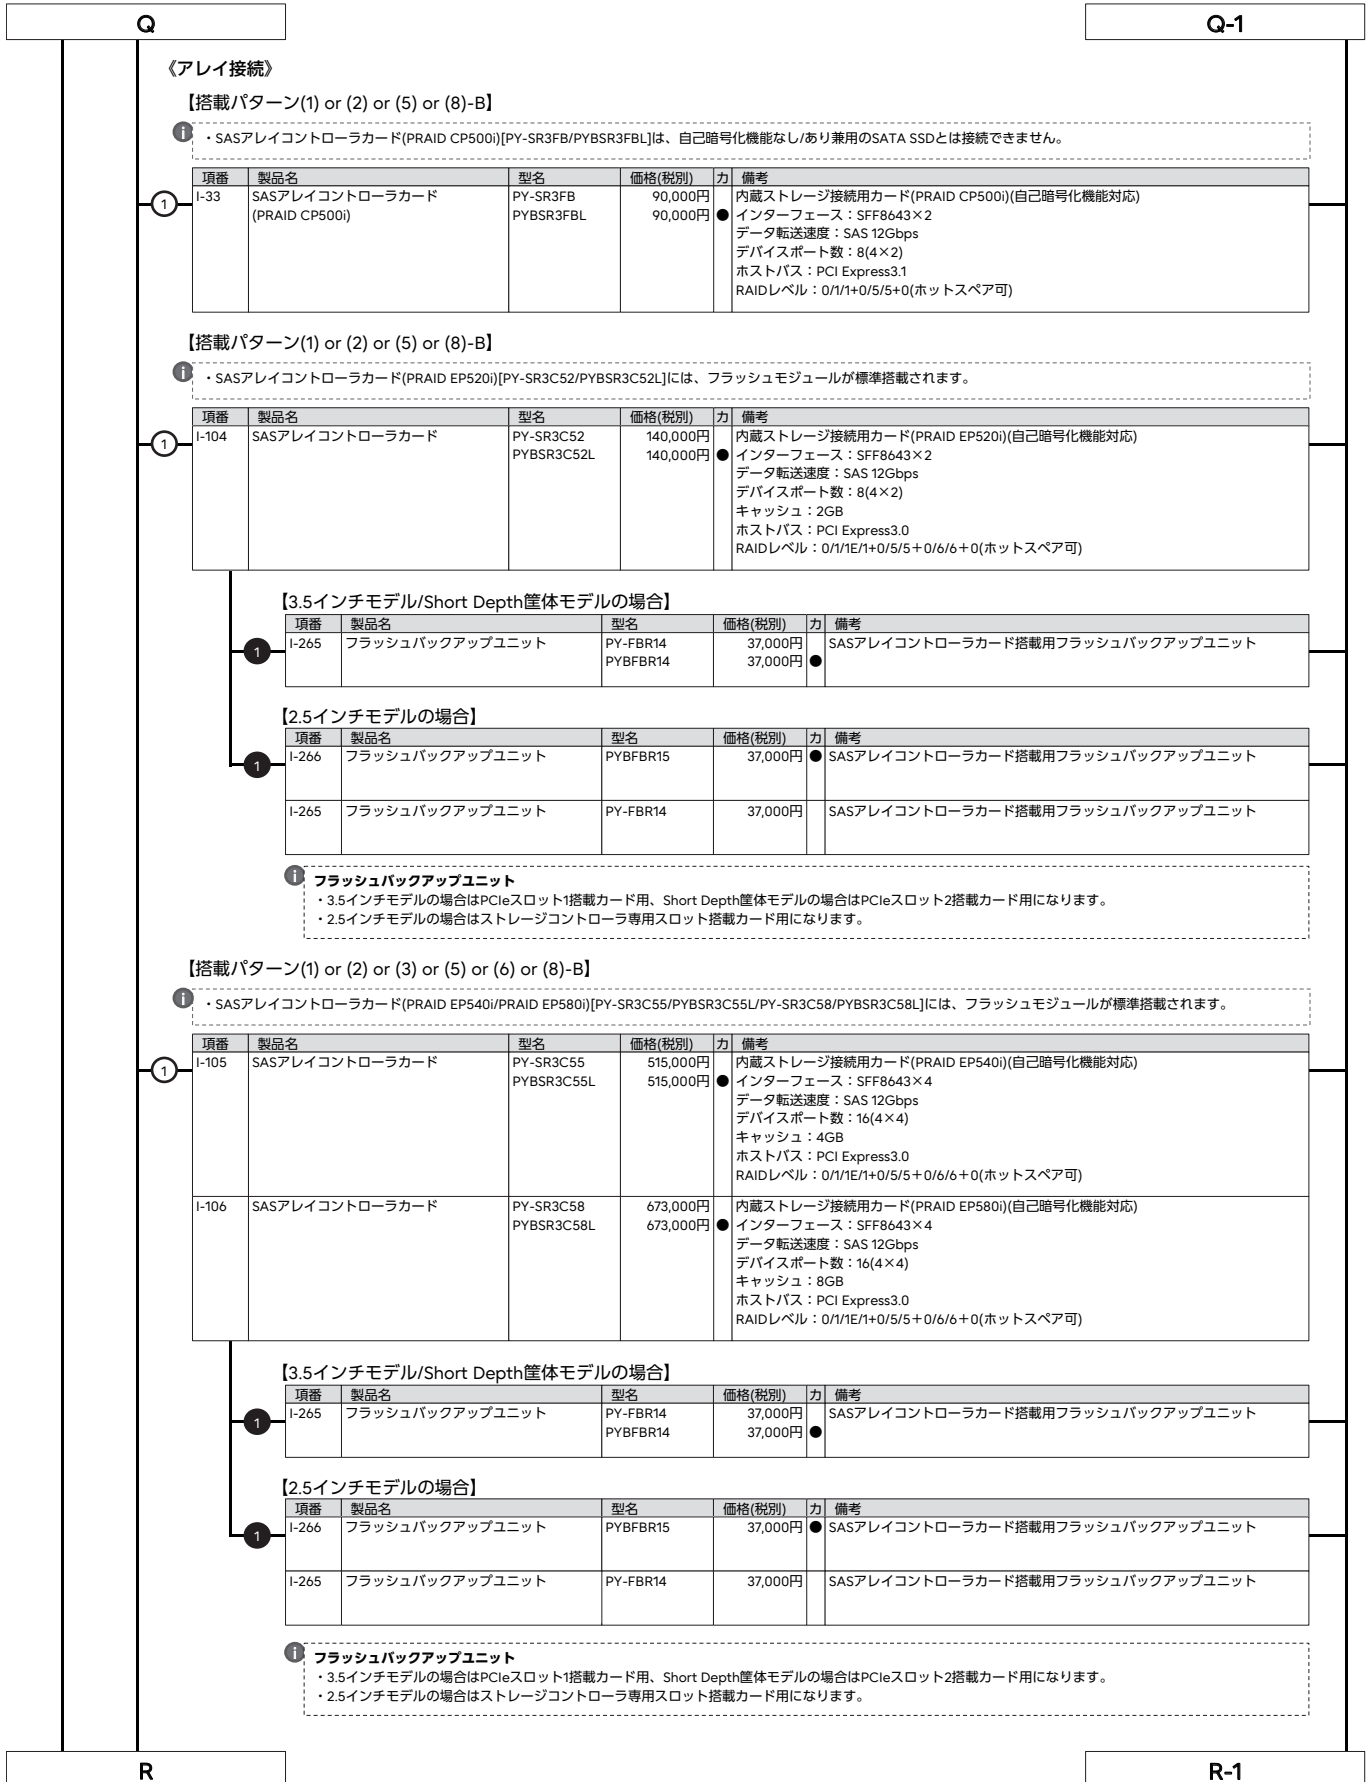 Q
Q-1
《アレイ接続》
【搭載パターン(1) or (2) or (5) or (8)-B】
・SASアレイコントローラカード(PRAID CP500i)[PY-SR3FB/PYBSR3FBL]は、自己暗号化機能なし/あり兼用のSATA SSDとは接続できません。
項番 製品名 型名 価格(税別) カ 備考
1 I-33 SASアレイコントローラカード PY-SR3FB 90,000円 内蔵ストレージ接続用カード(PRAID CP500i)(自己暗号化機能対応)
(PRAID CP500i) PYBSR3FBL 90,000円 ● インターフェース：SFF8643×2
データ転送速度：SAS 12Gbps
デバイスポート数：8(4×2)
ホストバス：PCI Express3.1
RAIDレベル：0/1/1+0/5/5+0(ホットスペア可)
【搭載パターン(1) or (2) or (5) or (8)-B】
・SASアレイコントローラカード(PRAID EP520i)[PY-SR3C52/PYBSR3C52L]には、フラッシュモジュールが標準搭載されます。
項番 製品名 型名 価格(税別) カ 備考
1 I-104 SASアレイコントローラカード PY-SR3C52 140,000円 内蔵ストレージ接続用カード(PRAID EP520i)(自己暗号化機能対応)
PYBSR3C52L 140,000円 ● インターフェース：SFF8643×2
データ転送速度：SAS 12Gbps
デバイスポート数：8(4×2)
キャッシュ：2GB
ホストバス：PCI Express3.0
RAIDレベル：0/1/1E/1+0/5/5＋0/6/6＋0(ホットスペア可)
【3.5インチモデル/Short Depth筐体モデルの場合】
項番 製品名 型名 価格(税別) カ 備考
1 I-265 フラッシュバックアップユニット PY-FBR14 37,000円 SASアレイコントローラカード搭載用フラッシュバックアップユニット
PYBFBR14 37,000円 ●
【2.5インチモデルの場合】
項番 製品名 型名 価格(税別) カ 備考
1 I-266 フラッシュバックアップユニット PYBFBR15 37,000円 ● SASアレイコントローラカード搭載用フラッシュバックアップユニット
I-265 フラッシュバックアップユニット PY-FBR14 37,000円 SASアレイコントローラカード搭載用フラッシュバックアップユニット
フラッシュバックアップユニット
・3.5インチモデルの場合はPCIeスロット1搭載カード用、Short Depth筐体モデルの場合はPCIeスロット2搭載カード用になります。
・2.5インチモデルの場合はストレージコントローラ専用スロット搭載カード用になります。
【搭載パターン(1) or (2) or (3) or (5) or (6) or (8)-B】
・SASアレイコントローラカード(PRAID EP540i/PRAID EP580i)[PY-SR3C55/PYBSR3C55L/PY-SR3C58/PYBSR3C58L]には、フラッシュモジュールが標準搭載されます。
項番 製品名 型名 価格(税別) カ 備考
1 I-105 SASアレイコントローラカード PY-SR3C55 515,000円 内蔵ストレージ接続用カード(PRAID EP540i)(自己暗号化機能対応)
PYBSR3C55L 515,000円 ● インターフェース：SFF8643×4
データ転送速度：SAS 12Gbps
デバイスポート数：16(4×4)
キャッシュ：4GB
ホストバス：PCI Express3.0
RAIDレベル：0/1/1E/1+0/5/5＋0/6/6＋0(ホットスペア可)
I-106 SASアレイコントローラカード PY-SR3C58 673,000円 内蔵ストレージ接続用カード(PRAID EP580i)(自己暗号化機能対応)
PYBSR3C58L 673,000円 ● インターフェース：SFF8643×4
データ転送速度：SAS 12Gbps
デバイスポート数：16(4×4)
キャッシュ：8GB
ホストバス：PCI Express3.0
RAIDレベル：0/1/1E/1+0/5/5＋0/6/6＋0(ホットスペア可)
【3.5インチモデル/Short Depth筐体モデルの場合】
項番 製品名 型名 価格(税別) カ 備考
1 I-265 フラッシュバックアップユニット PY-FBR14 37,000円 SASアレイコントローラカード搭載用フラッシュバックアップユニット
PYBFBR14 37,000円 ●
【2.5インチモデルの場合】
項番 製品名 型名 価格(税別) カ 備考
1 I-266 フラッシュバックアップユニット PYBFBR15 37,000円 ● SASアレイコントローラカード搭載用フラッシュバックアップユニット
I-265 フラッシュバックアップユニット PY-FBR14 37,000円 SASアレイコントローラカード搭載用フラッシュバックアップユニット
フラッシュバックアップユニット
・3.5インチモデルの場合はPCIeスロット1搭載カード用、Short Depth筐体モデルの場合はPCIeスロット2搭載カード用になります。
・2.5インチモデルの場合はストレージコントローラ専用スロット搭載カード用になります。
R
R-1